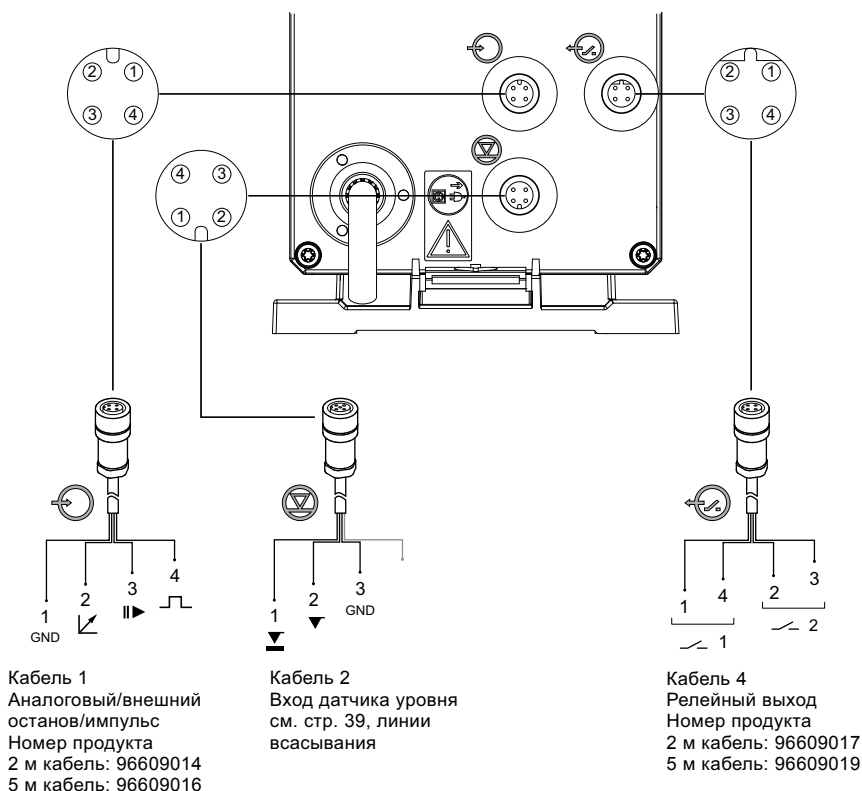 2 1
3 4
4 3
1 2
2 1
3 4
1
GND
2
3
4
1
2
3
GND
1 4
2 3
1
2
Кабель 1
Аналоговый/внешний
останов/импульс
Номер продукта
2 м кабель: 96609014
5 м кабель: 96609016
Кабель 2
Вход датчика уровня
см. стр. 39, линии
всасывания
Кабель 4
Релейный выход
Номер продукта
2 м кабель: 96609017
5 м кабель: 96609019